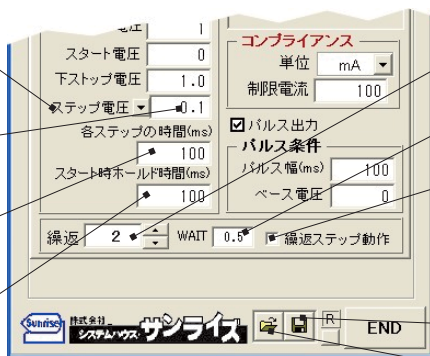 電圧 1
スタート電圧 0
下ストップ電圧 1.0
ステップ電圧 0.1
各ステップの時間(ms)
100
スタート時ホールド時間(ms)
100
コンプライアンス
単位 mA
制限電流 100
パルス出力
パルス条件
パルス幅(ms) 100
ベース電圧 0
繰返 2 WAIT 0.5 繰返ステップ動作
Sunrise 株式会社 システムハウス サンライズ R END